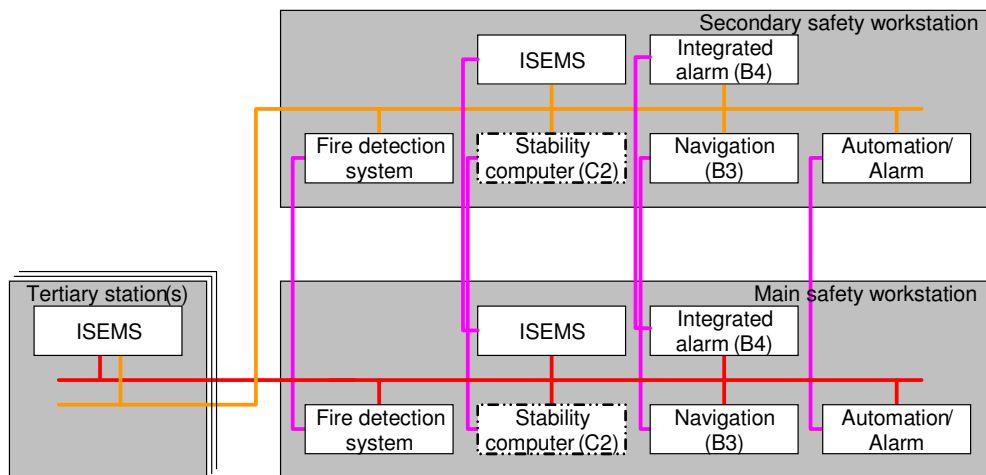 Secondary safety workstation
ISEMS
Integrated
alarm (B4)
Fire detection
system
Stability
computer (C2)
Navigation
(B3)
Automation/
Alarm
Tertiary station(s)
ISEMS
Main safety workstation
ISEMS
Integrated
alarm (B4)
Fire detection
system
Stability
computer (C2)
Navigation
(B3)
Automation/
Alarm